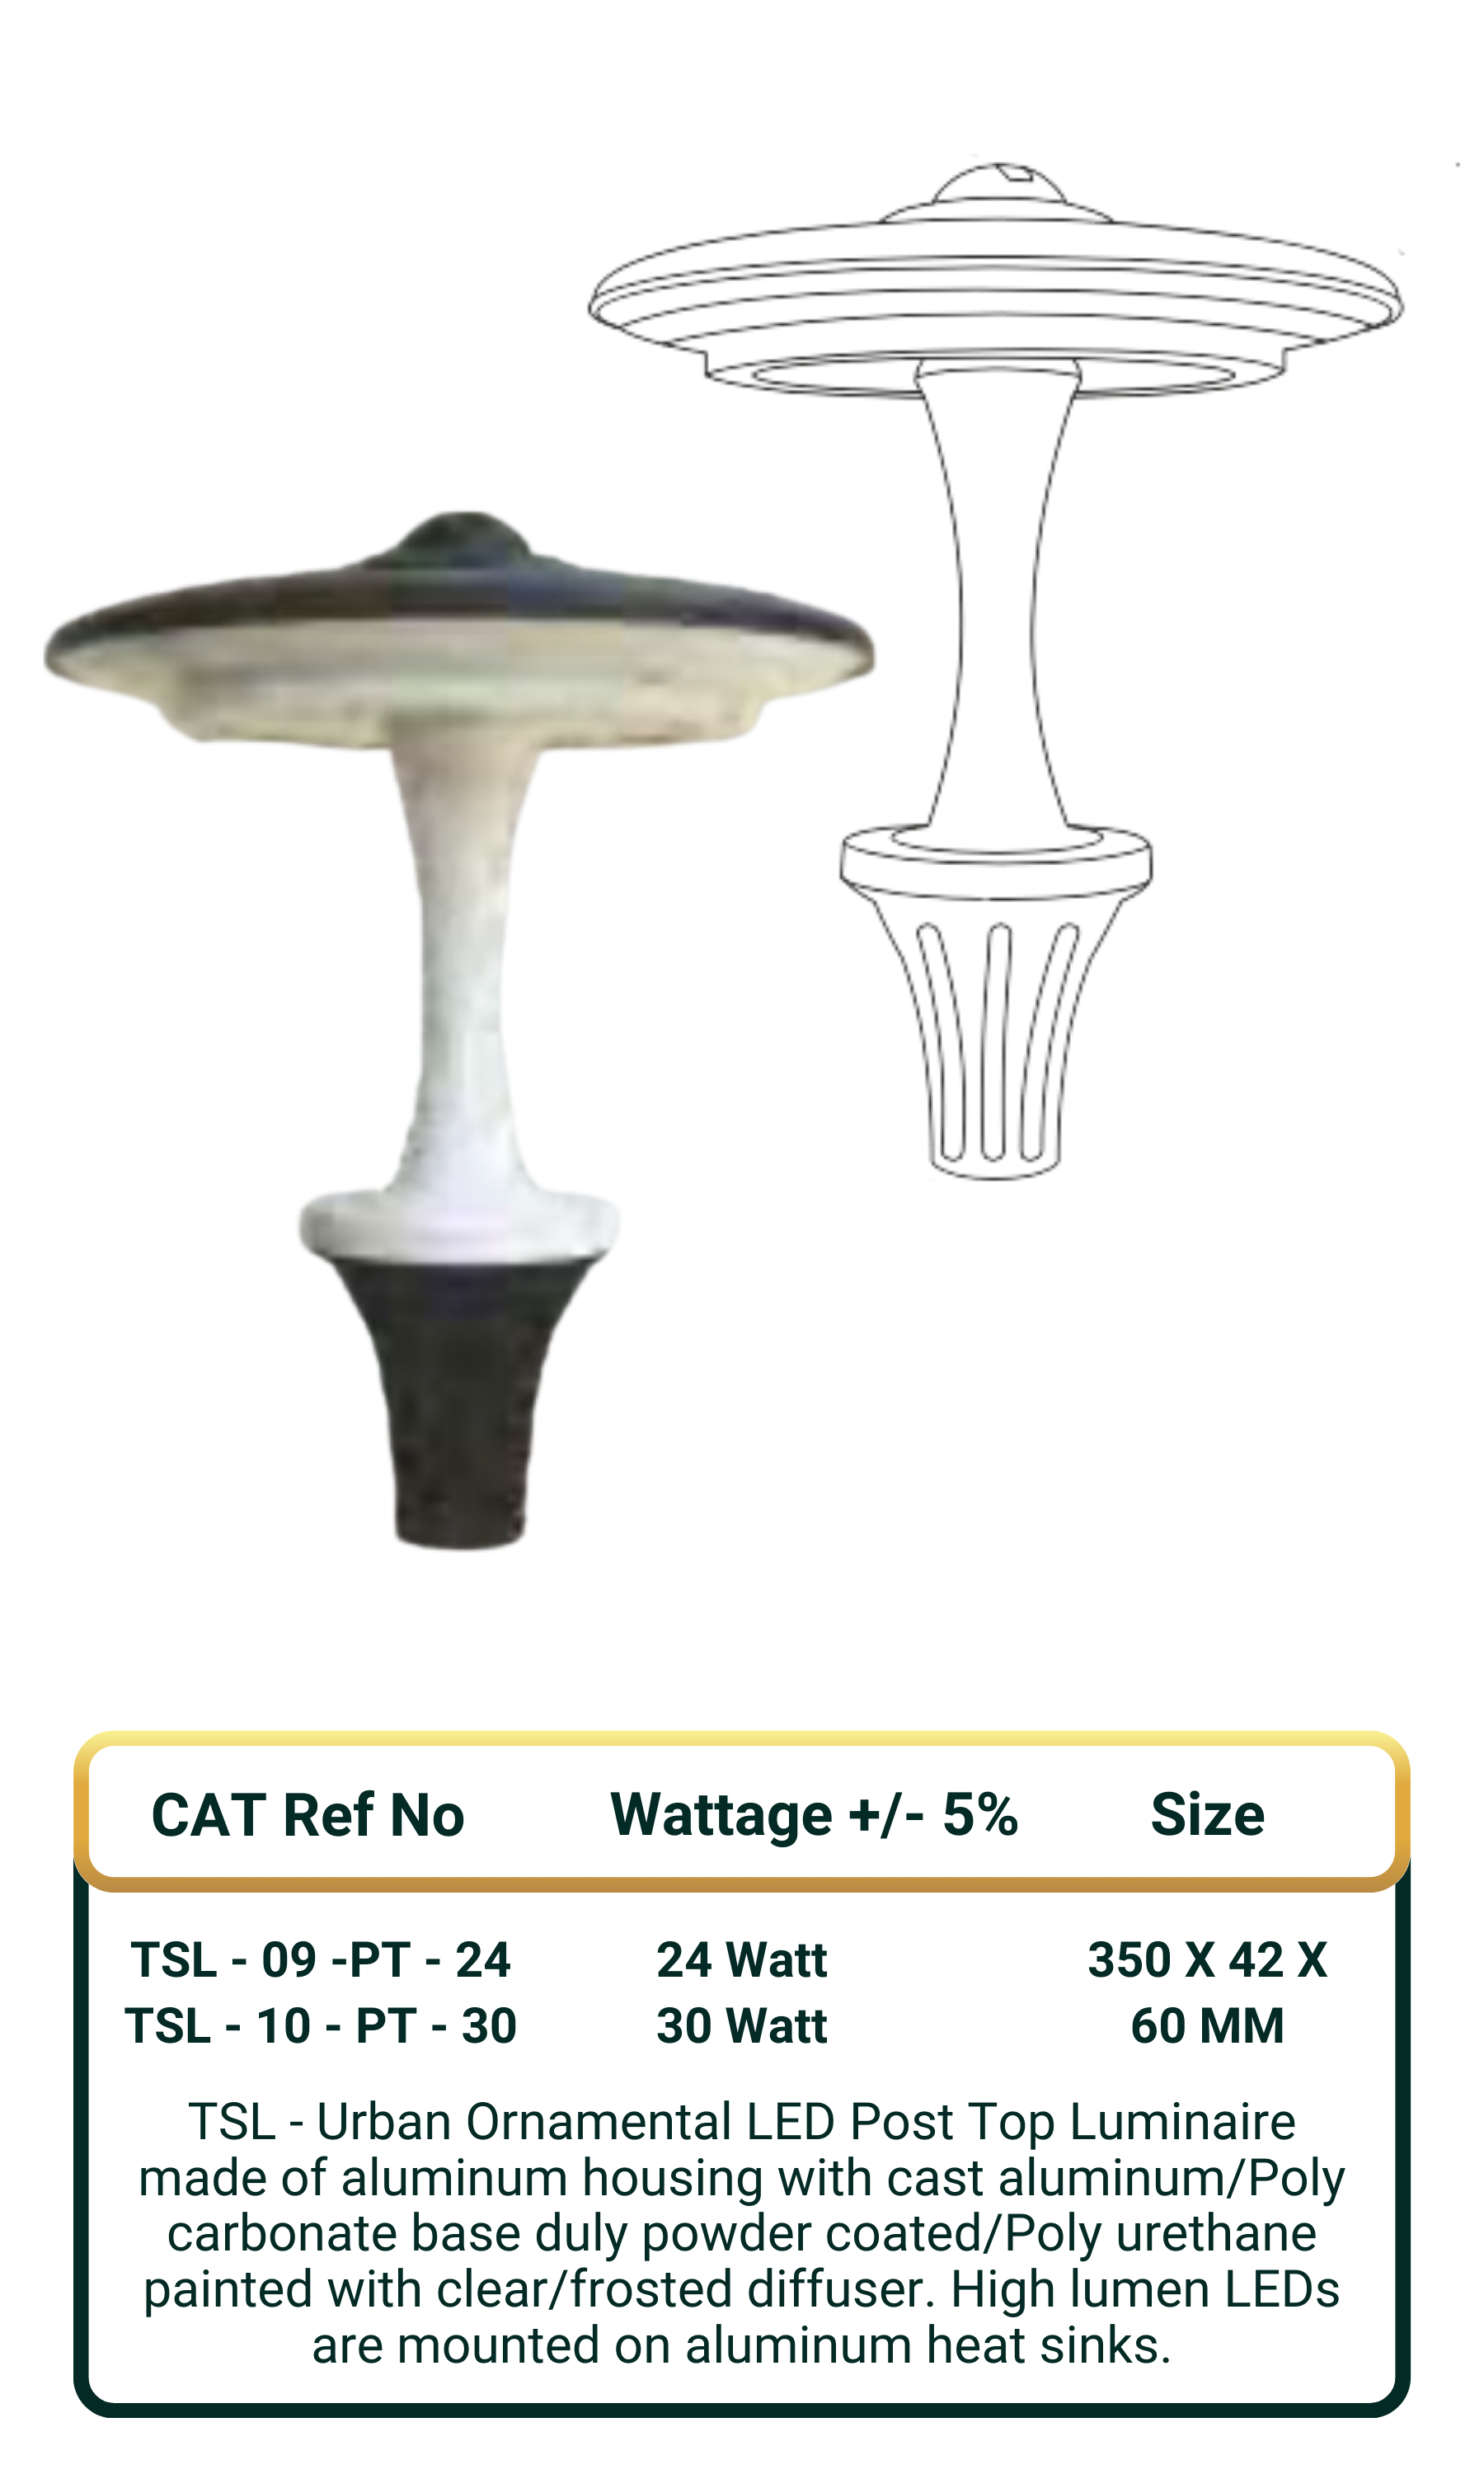 CAT Ref No Wattage +/- 5% Size
TSL - 09 -PT - 24 24 Watt 350 X 42 X
TSL - 10 - PT - 30 30 Watt 60 MM
TSL - Urban Ornamental LED Post Top Luminaire
made of aluminum housing with cast aluminum/Poly
carbonate base duly powder coated/Poly urethane
painted with clear/frosted diffuser. High lumen LEDs
are mounted on aluminum heat sinks.